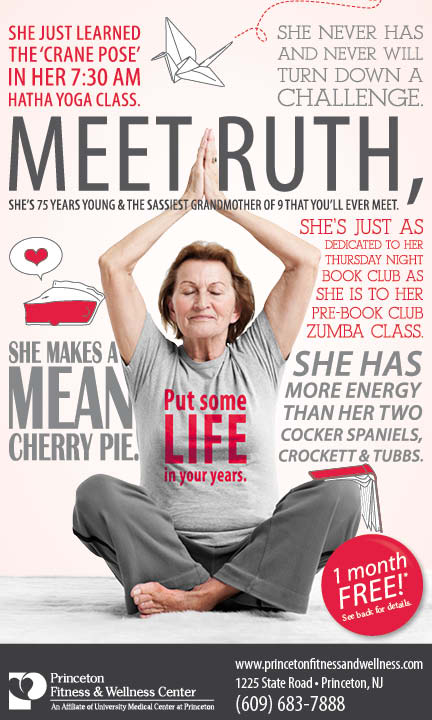 SHE JUST LEARNED
THE 'CRANE POSE'
IN HER 7:30 AM
HATHA YOGA CLASS.
SHE NEVER HAS
AND NEVER WILL
TURN DOWN A
CHALLENGE.
MEET RUTH,
SHE'S 75 YEARS YOUNG & THE SASSIEST GRANDMOTHER OF 9 THAT YOU'LL EVER MEET.
SHE'S JUST AS
DEDICATED TO HER
THURSDAY NIGHT
BOOK CLUB AS
SHE IS TO HER
PRE-BOOK CLUB
ZUMBA CLASS.
SHE MAKES A
MEAN
CHERRY PIE.
Put some
LIFE
in your years.
SHE HAS
MORE ENERGY
THAN HER TWO
COCKER SPANIELS,
CROCKETT & TUBBS.
1 month
FREE!*
See back for details.
Princeton
Fitness & Wellness Center
An Affiliate of University Medical Center at Princeton
www.princetonfitnessandwellness.com
1225 State Road • Princeton, NJ
(609) 683-7888